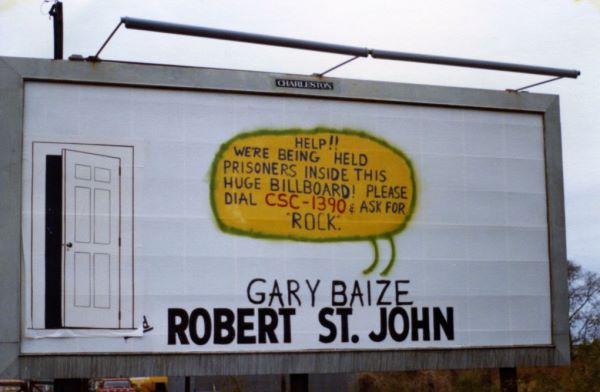 CHARLESTON
HELP!!
WE'RE BEING HELD
PRISONERS INSIDE THIS
HUGE BILLBOARD! PLEASE
DIAL CSC-1390 & ASK FOR
"ROCK."
GARY BAIZE
ROBERT ST. JOHN